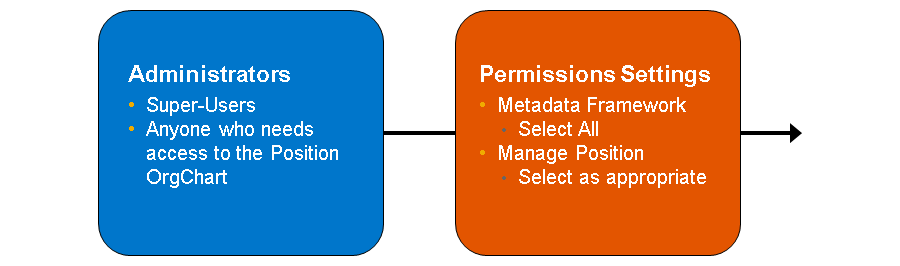 Administrators
• Super-Users
• Anyone who needs
access to the Position
OrgChart
Permissions Settings
• Metadata Framework
• Select All
• Manage Position
• Select as appropriate